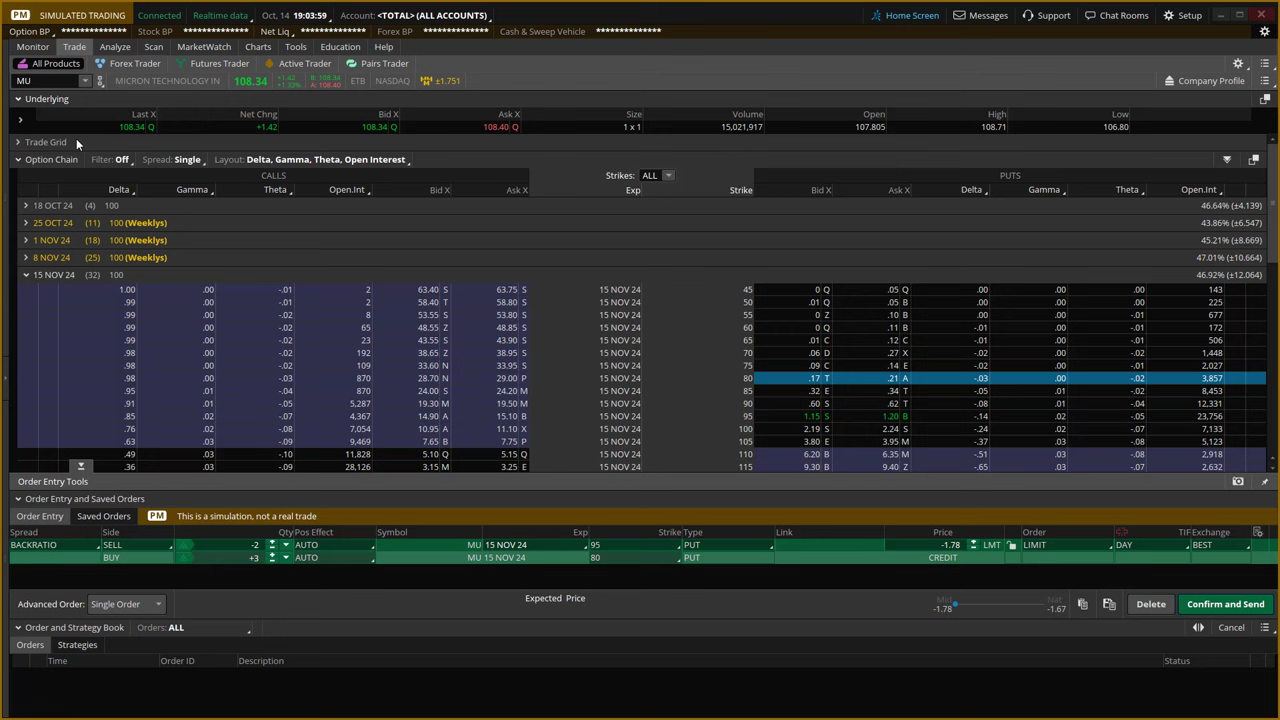 PM SIMULATED TRADING Connected Realtime data Oct, 14 19:03:59 Account: <TOTAL> (ALL ACCOUNTS) Home Screen Messages Support Chat Rooms Setup
Option BP ************** Stock BP ************** Net Liq ************** Forex BP ************** Cash & Sweep Vehicle **************
Monitor Trade Analyze Scan MarketWatch Charts Tools Education Help
All Products Forex Trader Futures Trader Active Trader Pairs Trader
MU MICRON TECHNOLOGY IN 108.34 +1.42 +1.33% B: 108.34 A: 108.40 ETB NASDAQ ±1.751 Company Profile
Underlying
Last X Net Chng Bid X Ask X Size Volume Open High Low
108.34 Q +1.42 108.34 Q 108.40 Q 1 x 1 15,021,917 107.805 108.71 106.80
Trade Grid
Option Chain Filter: Off Spread: Single Layout: Delta, Gamma, Theta, Open Interest
CALLS Strikes: ALL PUTS
Delta Gamma Theta Open.Int Bid X Ask X Exp Strike Bid X Ask X Delta Gamma Theta Open.Int
18 OCT 24 (4) 100 46.64% (±4.139)
25 OCT 24 (11) 100 (Weeklys) 43.86% (±6.547)
1 NOV 24 (18) 100 (Weeklys) 45.21% (±8.669)
8 NOV 24 (25) 100 (Weeklys) 47.01% (±10.664)
15 NOV 24 (32) 100 46.92% (±12.064)
1.00 .00 -.01 2 63.40 S 63.75 S 15 NOV 24 45 0 Q .05 Q .00 .00 .00 143
.99 .00 -.01 2 58.40 T 58.80 S 15 NOV 24 50 .01 Q .05 B .00 .00 .00 225
.99 .00 -.02 8 53.55 S 53.80 S 15 NOV 24 55 0 Z .10 B .00 .00 -.01 677
.99 .00 -.02 65 48.55 S 48.85 S 15 NOV 24 60 0 Q .11 B -.01 .00 -.01 172
.99 .00 -.02 23 43.55 S 43.90 S 15 NOV 24 65 .01 C .12 C -.01 .00 -.01 506
.98 .00 -.02 192 38.65 Z 38.95 S 15 NOV 24 70 .06 D .27 X -.02 .00 -.01 1,448
.98 .00 -.02 109 33.60 N 33.95 S 15 NOV 24 75 .09 D .14 E -.02 .00 -.01 2,027
.98 .00 -.03 870 28.70 N 29.00 P 15 NOV 24 80 .17 T .21 A -.03 .00 -.02 3,857
.95 .01 -.04 840 24.00 S 24.20 M 15 NOV 24 85 .32 E .34 T -.05 .01 -.03 5,391
.91 .01 -.05 5,287 19.30 M 19.50 M 15 NOV 24 90 .60 S .62 T -.08 .01 -.04 12,331
.85 .02 -.07 4,367 14.90 A 15.10 B 15 NOV 24 95 1.15 S 1.20 B -.14 .02 -.05 23,756
.76 .02 -.08 7,054 10.95 A 11.10 X 15 NOV 24 100 2.19 S 2.24 S -.24 .02 -.07 7,133
.63 .03 -.09 9,469 7.65 B 7.75 P 15 NOV 24 105 3.80 E 3.95 M -.37 .03 -.08 5,123
.49 .03 -.10 11,828 5.10 Q 5.15 Q 15 NOV 24 110 6.20 B 6.35 M -.51 .03 -.08 2,918
.36 .03 -.09 28,126 3.15 M 3.25 E 15 NOV 24 115 9.30 B 9.40 Z -.65 .03 -.07 2,632
Order Entry Tools
Order Entry and Saved Orders
Order Entry Saved Orders PM This is a simulation, not a real trade
Spread Side Qty Pos Effect Symbol Exp Strike Type Link Price Order TIF Exchange
BACKRATIO SELL -2 AUTO MU 15 NOV 24 95 PUT -1.78 LMT LIMIT DAY BEST
BUY +3 AUTO MU 15 NOV 24 80 PUT CREDIT
Advanced Order: Single Order Expected Price Mid -1.78 Nat -1.67 Delete Confirm and Send
Order and Strategy Book Orders: ALL Cancel
Orders Strategies
Time Order ID Description Status